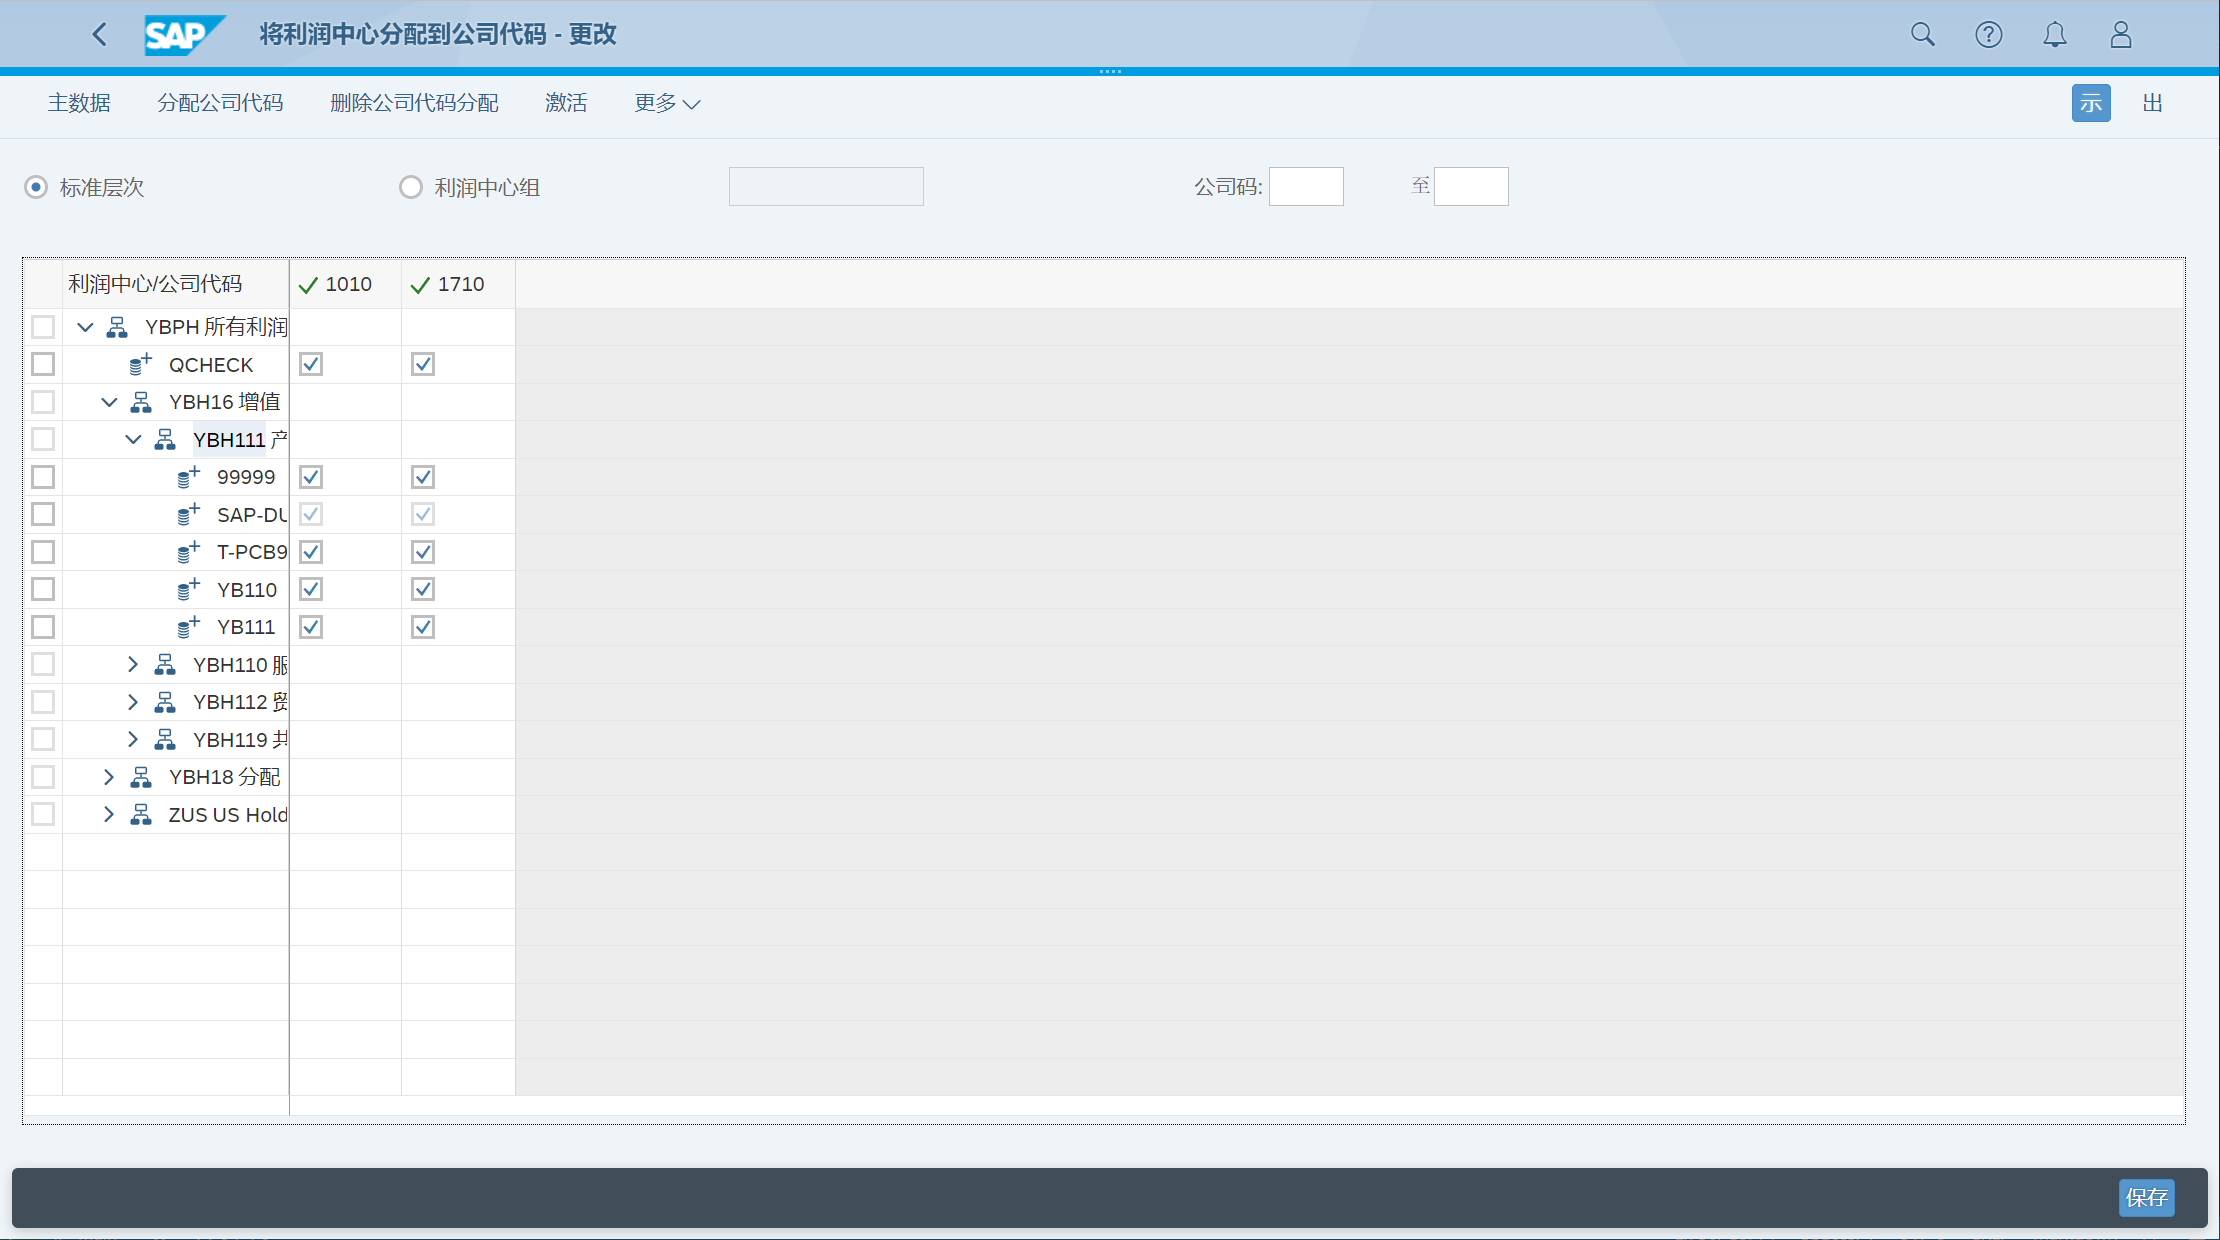 SAP 将利润中心分配到公司代码 - 更改
主数据 分配公司代码 删除公司代码分配 激活 更多 示 出
标准层次 利润中心组 公司码: 至
利润中心/公司代码 1010 1710
YBPH 所有利润
QCHECK
YBH16 增值
YBH111 产
99999
SAP-DU
T-PCB9
YB110
YB111
YBH110 服
YBH112 贸
YBH119 共
YBH18 分配
ZUS US Hold
保存